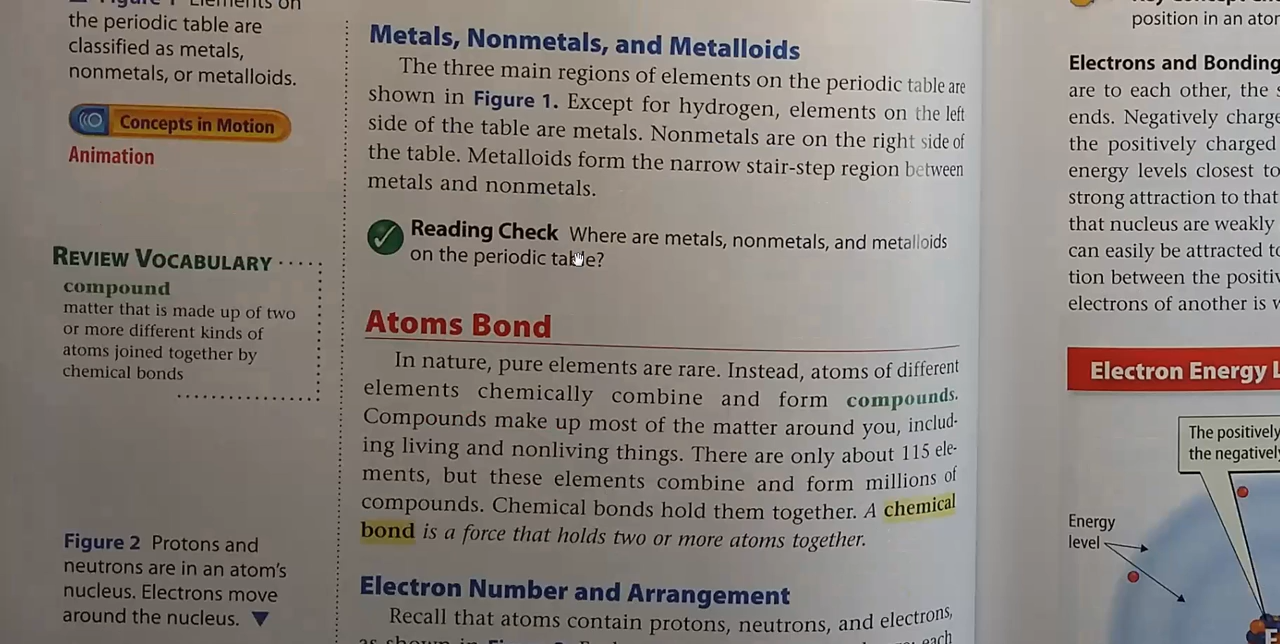 Elements on
the periodic table are
classified as metals,
nonmetals, or metalloids.
Concepts in Motion
Animation
REVIEW VOCABULARY
compound
matter that is made up of two
or more different kinds of
atoms joined together by
chemical bonds
Figure 2 Protons and
neutrons are in an atom's
nucleus. Electrons move
around the nucleus.
Metals, Nonmetals, and Metalloids
The three main regions of elements on the periodic table are
shown in Figure 1. Except for hydrogen, elements on the left
side of the table are metals. Nonmetals are on the right side of
the table. Metalloids form the narrow stair-step region between
metals and nonmetals.
Reading Check Where are metals, nonmetals, and metalloids
on the periodic table?
Atoms Bond
In nature, pure elements are rare. Instead, atoms of different
elements chemically combine and form compounds.
Compounds make up most of the matter around you, includ-
ing living and nonliving things. There are only about 115 ele-
ments, but these elements combine and form millions of
compounds. Chemical bonds hold them together. A chemical
bond is a force that holds two or more atoms together.
Electron Number and Arrangement
Recall that atoms contain protons, neutrons, and electrons,
each
position in an ato
Electrons and Bonding
are to each other, the
ends. Negatively charge
the positively charged
energy levels closest to
strong attraction to that
that nucleus are weakly
can easily be attracted to
tion between the positiv
electrons of another is
Electron Energy L
The positively
the negatively
Energy
level